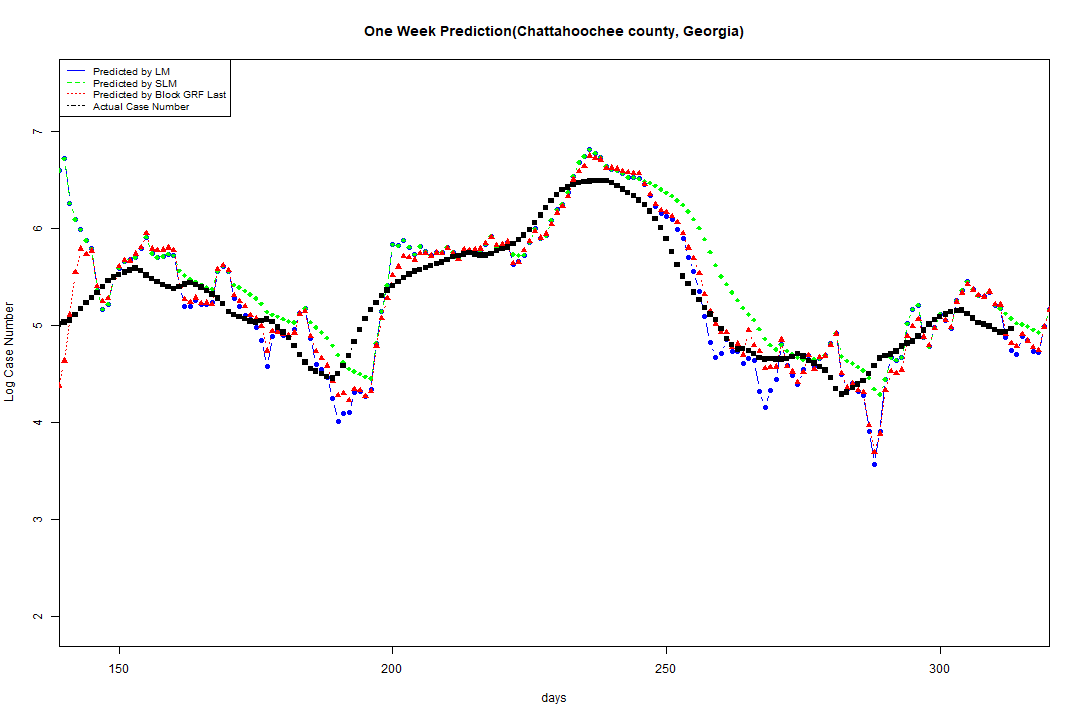 One Week Prediction(Chattahoochee county, Georgia)
Predicted by LM
Predicted by SLM
Predicted by Block GRF Last
Actual Case Number
7
6
5
4
3
2
Log Case Number
150 200 250 300
days